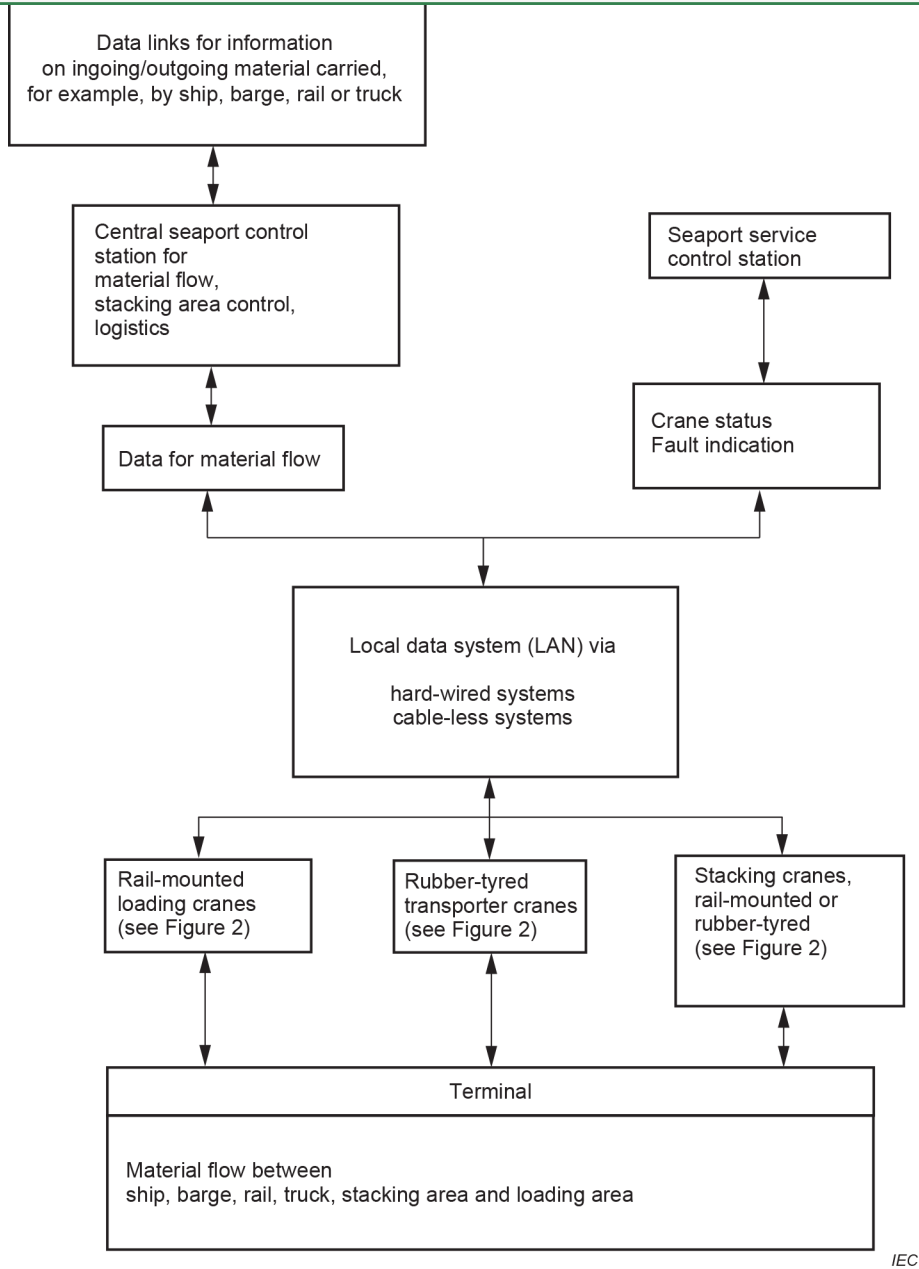 Data links for information
on ingoing/outgoing material carried,
for example, by ship, barge, rail or truck
Central seaport control
station for
material flow,
stacking area control,
logistics
Seaport service
control station
Data for material flow
Crane status
Fault indication
Local data system (LAN) via
hard-wired systems
cable-less systems
Rail-mounted
loading cranes
(see Figure 2)
Rubber-tyred
transporter cranes
(see Figure 2)
Stacking cranes,
rail-mounted or
rubber-tyred
(see Figure 2)
Terminal
Material flow between
ship, barge, rail, truck, stacking area and loading area
IEC